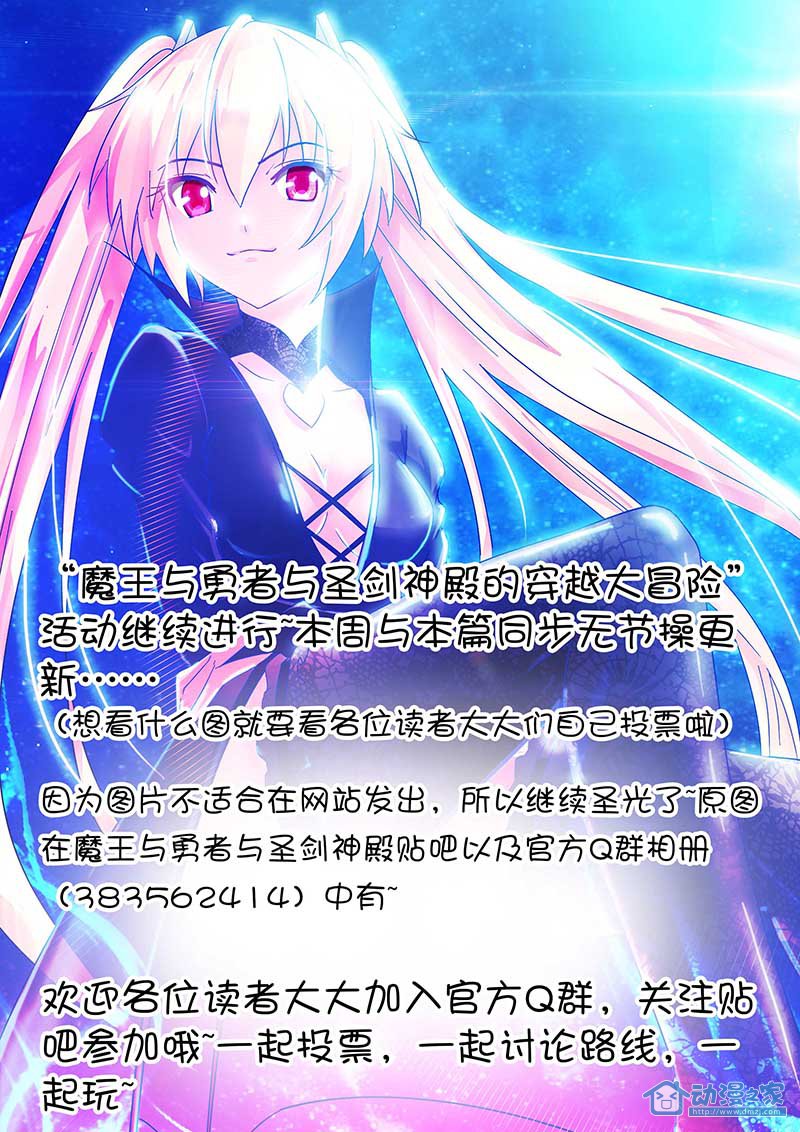 “魔王与勇者与圣剑神殿的穿越大冒险”
活动继续进行~本周与本篇同步无节操更
新……
（想看什么图就要看各位读者大大们自己投票啦）
因为图片不适合在网站发出，所以继续圣光了~原图
在魔王与勇者与圣剑神殿贴吧以及官方Q群相册
（383562414）中有~
欢迎各位读者大大加入官方Q群，关注贴
吧参加哦~一起投票，一起讨论路线，一
起玩~
动漫之家
http://www.dmzj.com